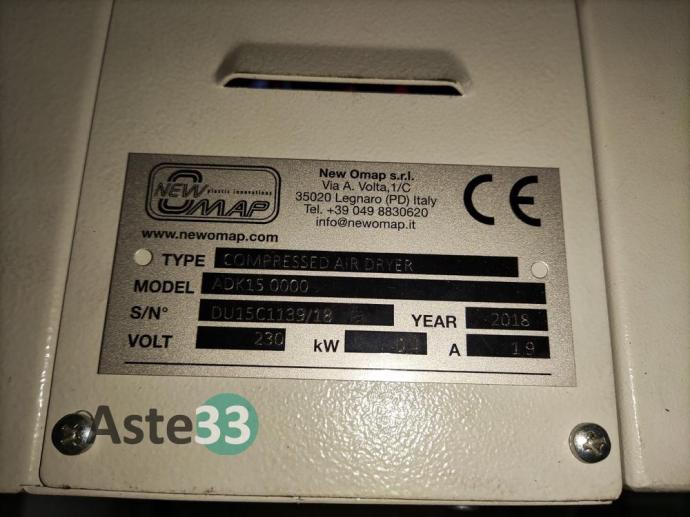 NEW plastic innovations
OMAP
New Omap s.r.l.
Via A. Volta,1/C
35020 Legnaro (PD) Italy
Tel. +39 049 8830620
info@newomap.it
CE
www.newomap.com
TYPE COMPRESSED AIR DRYER
MODEL ADK15 0000
S/N° DU15C1139/18 YEAR 2018
VOLT 230 kW A 1.9
Aste33